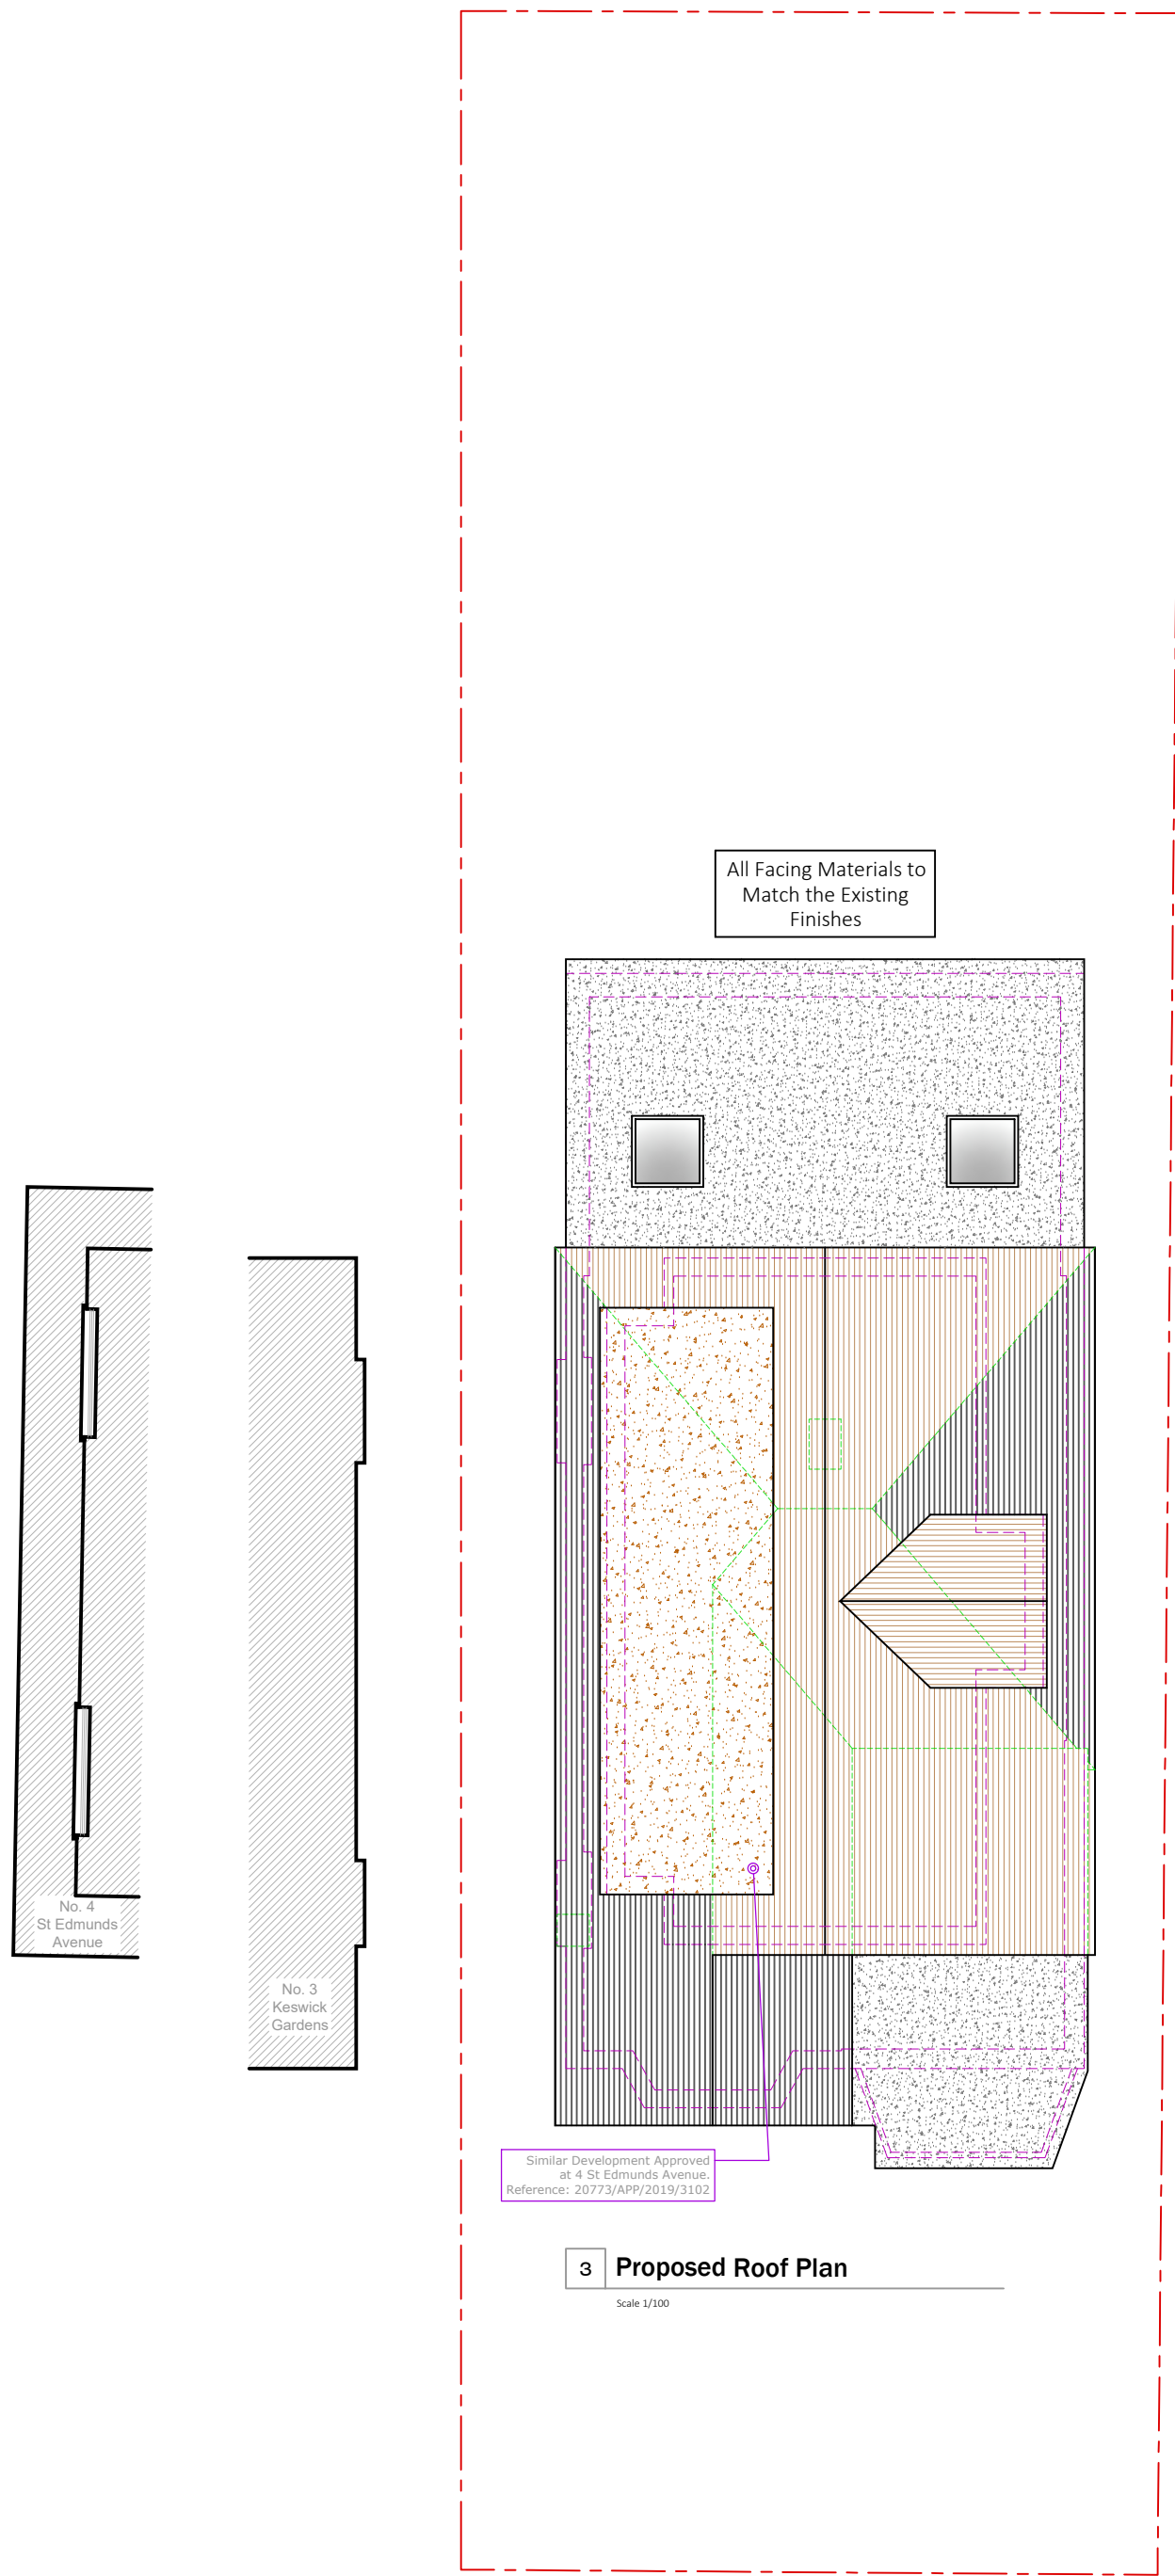 All Facing Materials to
Match the Existing
Finishes
No. 4
St Edmunds
Avenue
No. 3
Keswick
Gardens
Similar Development Approved
at 4 St Edmunds Avenue.
Reference: 20773/APP/2019/3102
3 Proposed Roof Plan
Scale 1/100